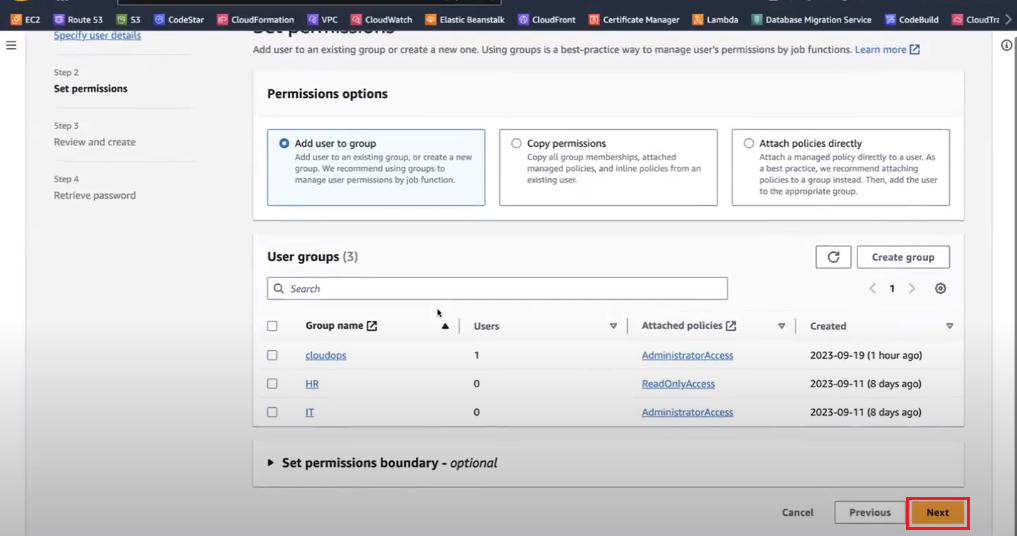 EC2 Route 53 S3 CodeStar CloudFormation VPC CloudWatch Elastic Beanstalk CloudFront Certificate Manager Lambda Database Migration Service CodeBuild CloudTra
Specify user details
Set permissions
Add user to an existing group or create a new one. Using groups is a best-practice way to manage user's permissions by job functions. Learn more
Step 2
Set permissions
Step 3
Review and create
Step 4
Retrieve password
Permissions options
Add user to group
Add user to an existing group, or create a new
group. We recommend using groups to
manage user permissions by job function.
Copy permissions
Copy all group memberships, attached
managed policies, and inline policies from an
existing user.
Attach policies directly
Attach a managed policy directly to a user. As
a best practice, we recommend attaching
policies to a group instead. Then, add the user
to the appropriate group.
User groups (3)
Create group
Search
1
Group name Users Attached policies Created
cloudops 1 AdministratorAccess 2023-09-19 (1 hour ago)
HR 0 ReadOnlyAccess 2023-09-11 (8 days ago)
IT 0 AdministratorAccess 2023-09-11 (8 days ago)
Set permissions boundary - optional
Cancel Previous Next